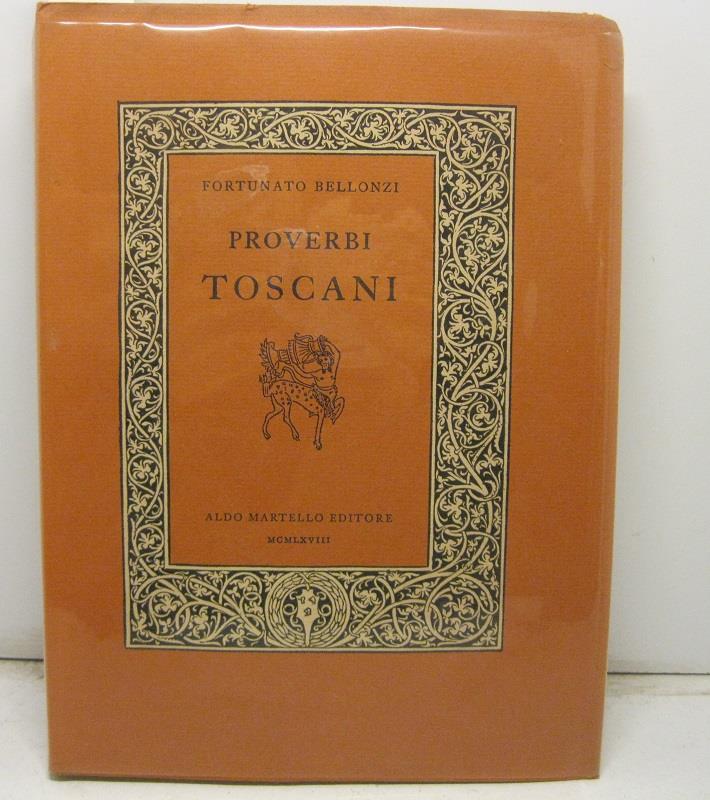 FORTUNATO BELLONZI
PROVERBI
TOSCANI
ALDO MARTELLO EDITORE
MCMLXVIII